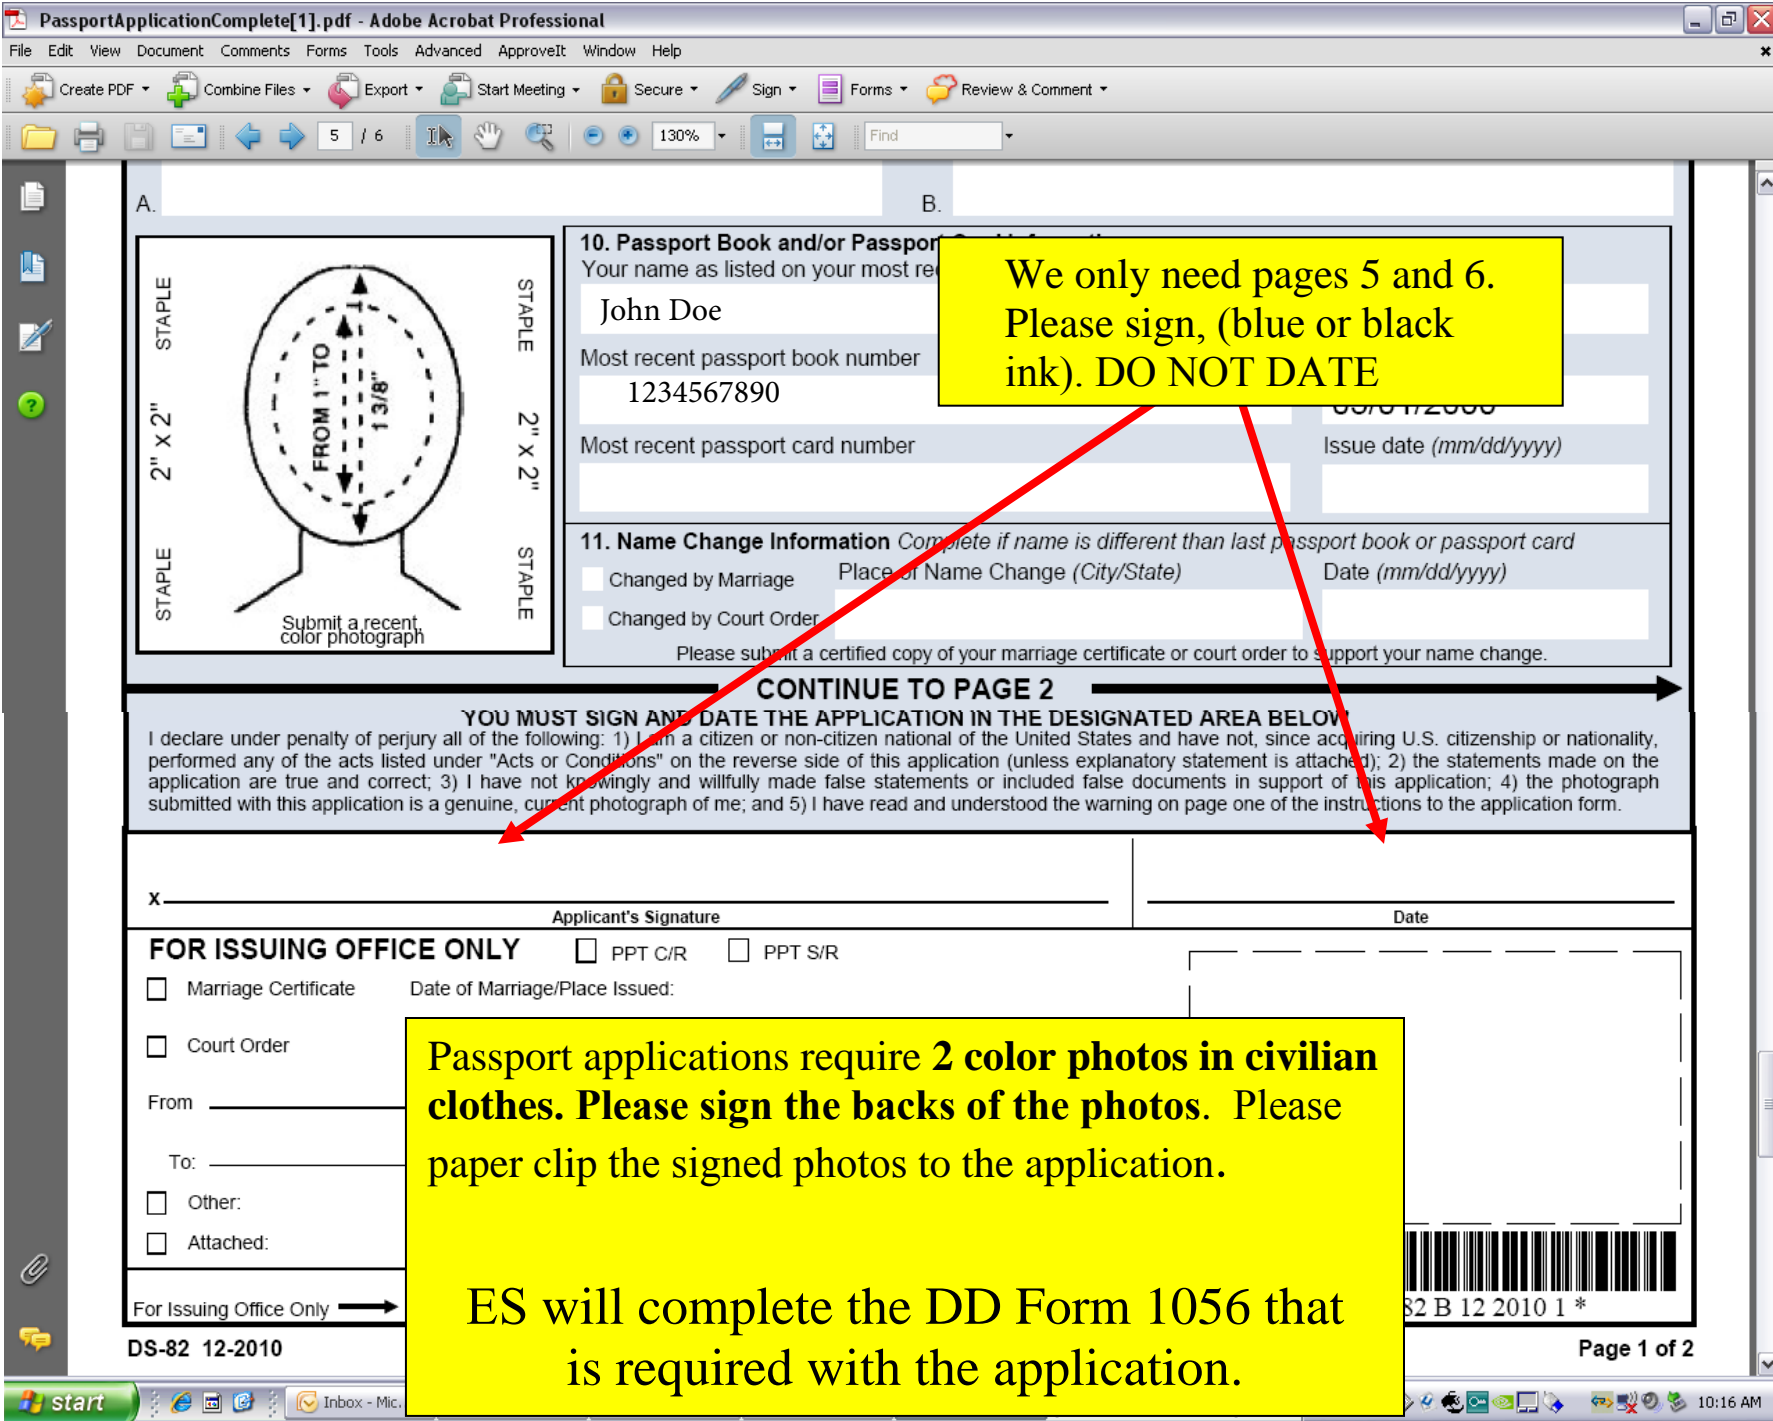 PassportApplicationComplete[1].pdf - Adobe Acrobat Professional
File Edit View Document Comments Forms Tools Advanced ApproveIt Window Help
Create PDF Combine Files Export Start Meeting Secure Sign Forms Review & Comment
5 / 6 130% Find
A. B.
10. Passport Book and/or Passport
Your name as listed on your most
John Doe
Most recent passport book number
1234567890
Most recent passport card number Issue date (mm/dd/yyyy)
We only need pages 5 and 6.
Please sign, (blue or black
ink). DO NOT DATE
STAPLE STAPLE
2" X 2" 2" X 2"
STAPLE STAPLE
FROM 1" TO
1 3/8"
Submit a recent,
color photograph
11. Name Change Information Complete if name is different than last passport book or passport card
Changed by Marriage Place of Name Change (City/State) Date (mm/dd/yyyy)
Changed by Court Order
Please submit a certified copy of your marriage certificate or court order to support your name change.
CONTINUE TO PAGE 2
YOU MUST SIGN AND DATE THE APPLICATION IN THE DESIGNATED AREA BELOW
I declare under penalty of perjury all of the following: 1) I am a citizen or non-citizen national of the United States and have not, since acquiring U.S. citizenship or nationality,
performed any of the acts listed under "Acts or Conditions" on the reverse side of this application (unless explanatory statement is attached); 2) the statements made on the
application are true and correct; 3) I have not knowingly and willfully made false statements or included false documents in support of this application; 4) the photograph
submitted with this application is a genuine, current photograph of me; and 5) I have read and understood the warning on page one of the instructions to the application form.
x
Applicant's Signature Date
FOR ISSUING OFFICE ONLY PPT C/R PPT S/R
Marriage Certificate Date of Marriage/Place Issued:
Court Order
From
To:
Other:
Attached:
For Issuing Office Only
Passport applications require 2 color photos in civilian
clothes. Please sign the backs of the photos. Please
paper clip the signed photos to the application.
ES will complete the DD Form 1056 that
is required with the application.
82 B 12 2010 1 *
DS-82 12-2010 Page 1 of 2
start Inbox - Mic. 10:16 AM